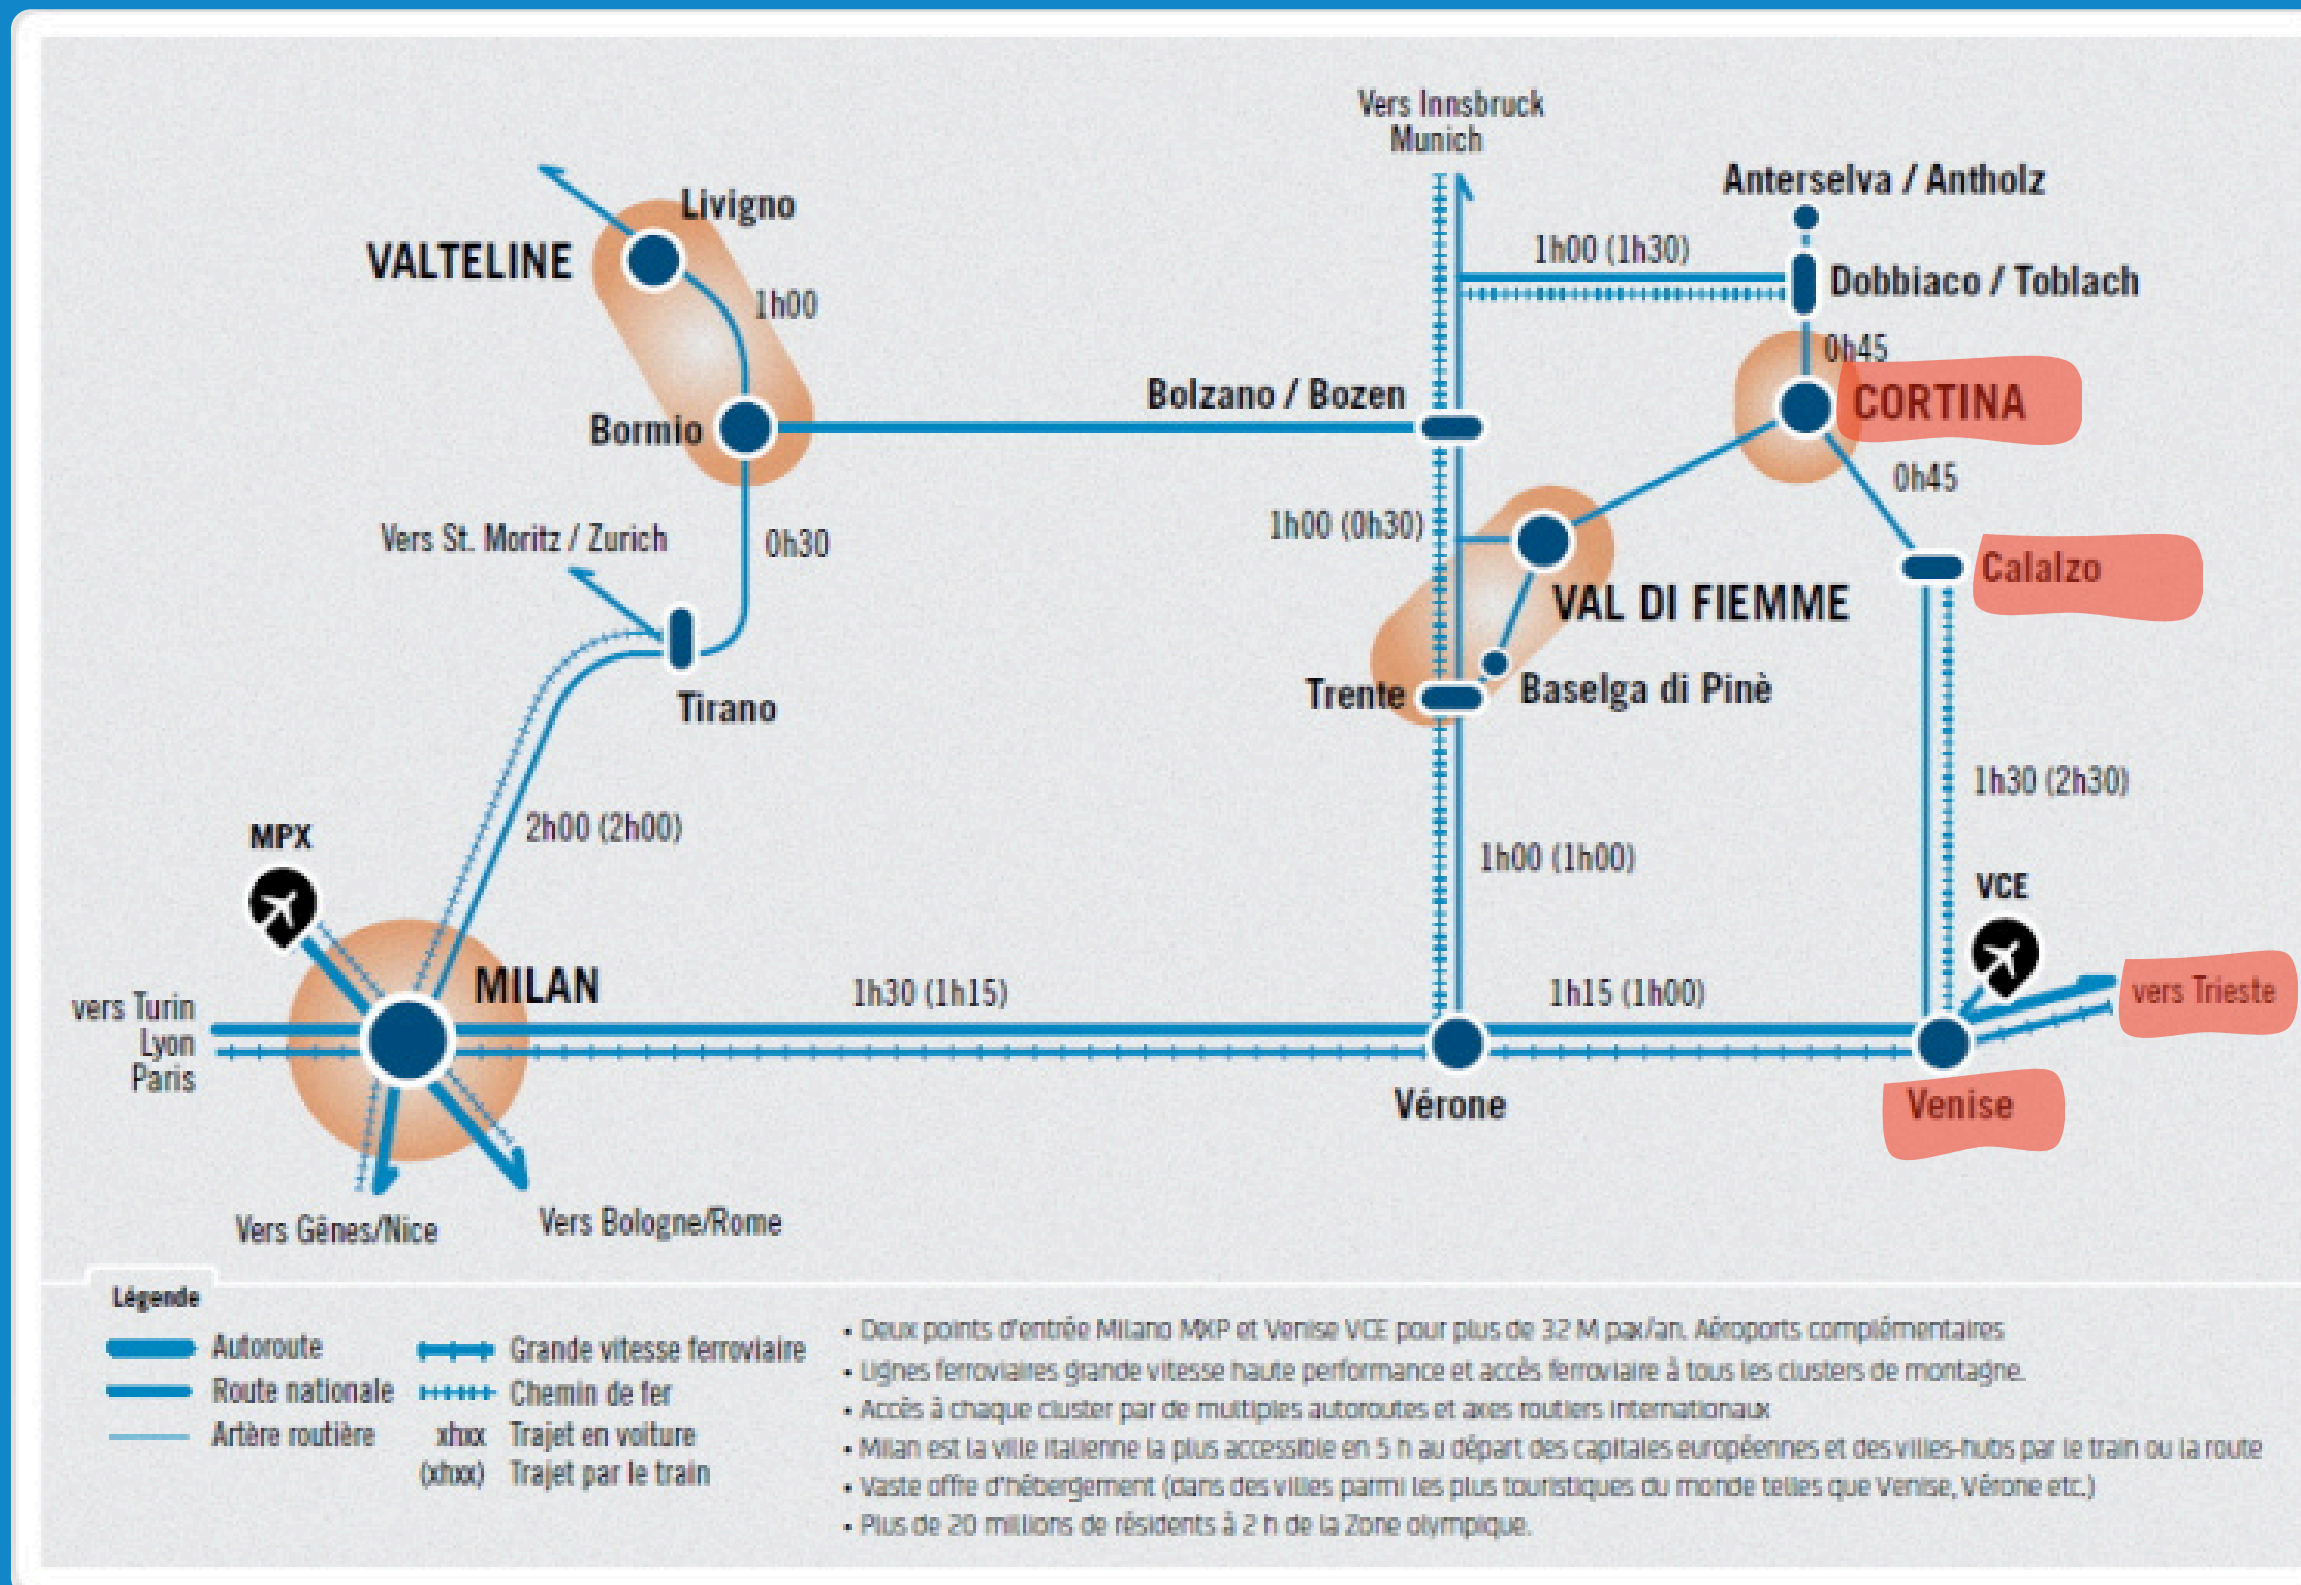 Vers Innsbruck
Munich
Anterselva / Antholz
Livigno
VALTELINE
1h00 (1h30)
Dobbiaco / Toblach
1h00
0h45
Bolzano / Bozen
CORTINA
Bormio
0h45
Vers St. Moritz / Zurich
0h30
1h00 (0h30)
Calalzo
VAL DI FIEMME
Trente
Baselga di Pinè
Tirano
1h30 (2h30)
2h00 (2h00)
MPX
1h00 (1h00)
VCE
MILAN
1h30 (1h15)
1h15 (1h00)
vers Trieste
vers Turin
Lyon
Paris
Vérone
Venise
Vers Gênes/Nice
Vers Bologne/Rome
Légende
Autoroute
Route nationale
Artère routière
Grande vitesse ferroviaire
Chemin de fer
xhxx Trajet en voiture
(xhxx) Trajet par le train
• Deux points d'entrée Milano MXP et Venise VCE pour plus de 32 M pax/an. Aéroports complémentaires
• Lignes ferroviaires grande vitesse haute performance et accès ferroviaire à tous les clusters de montagne.
• Accès à chaque cluster par de multiples autoroutes et axes routiers internationaux
• Milan est la ville italienne la plus accessible en 5 h au départ des capitales européennes et des villes-hubs par le train ou la route
• Vaste offre d'hébergement (dans des villes parmi les plus touristiques du monde telles que Venise, Vérone etc.)
• Plus de 20 millions de résidents à 2 h de la Zone olympique.